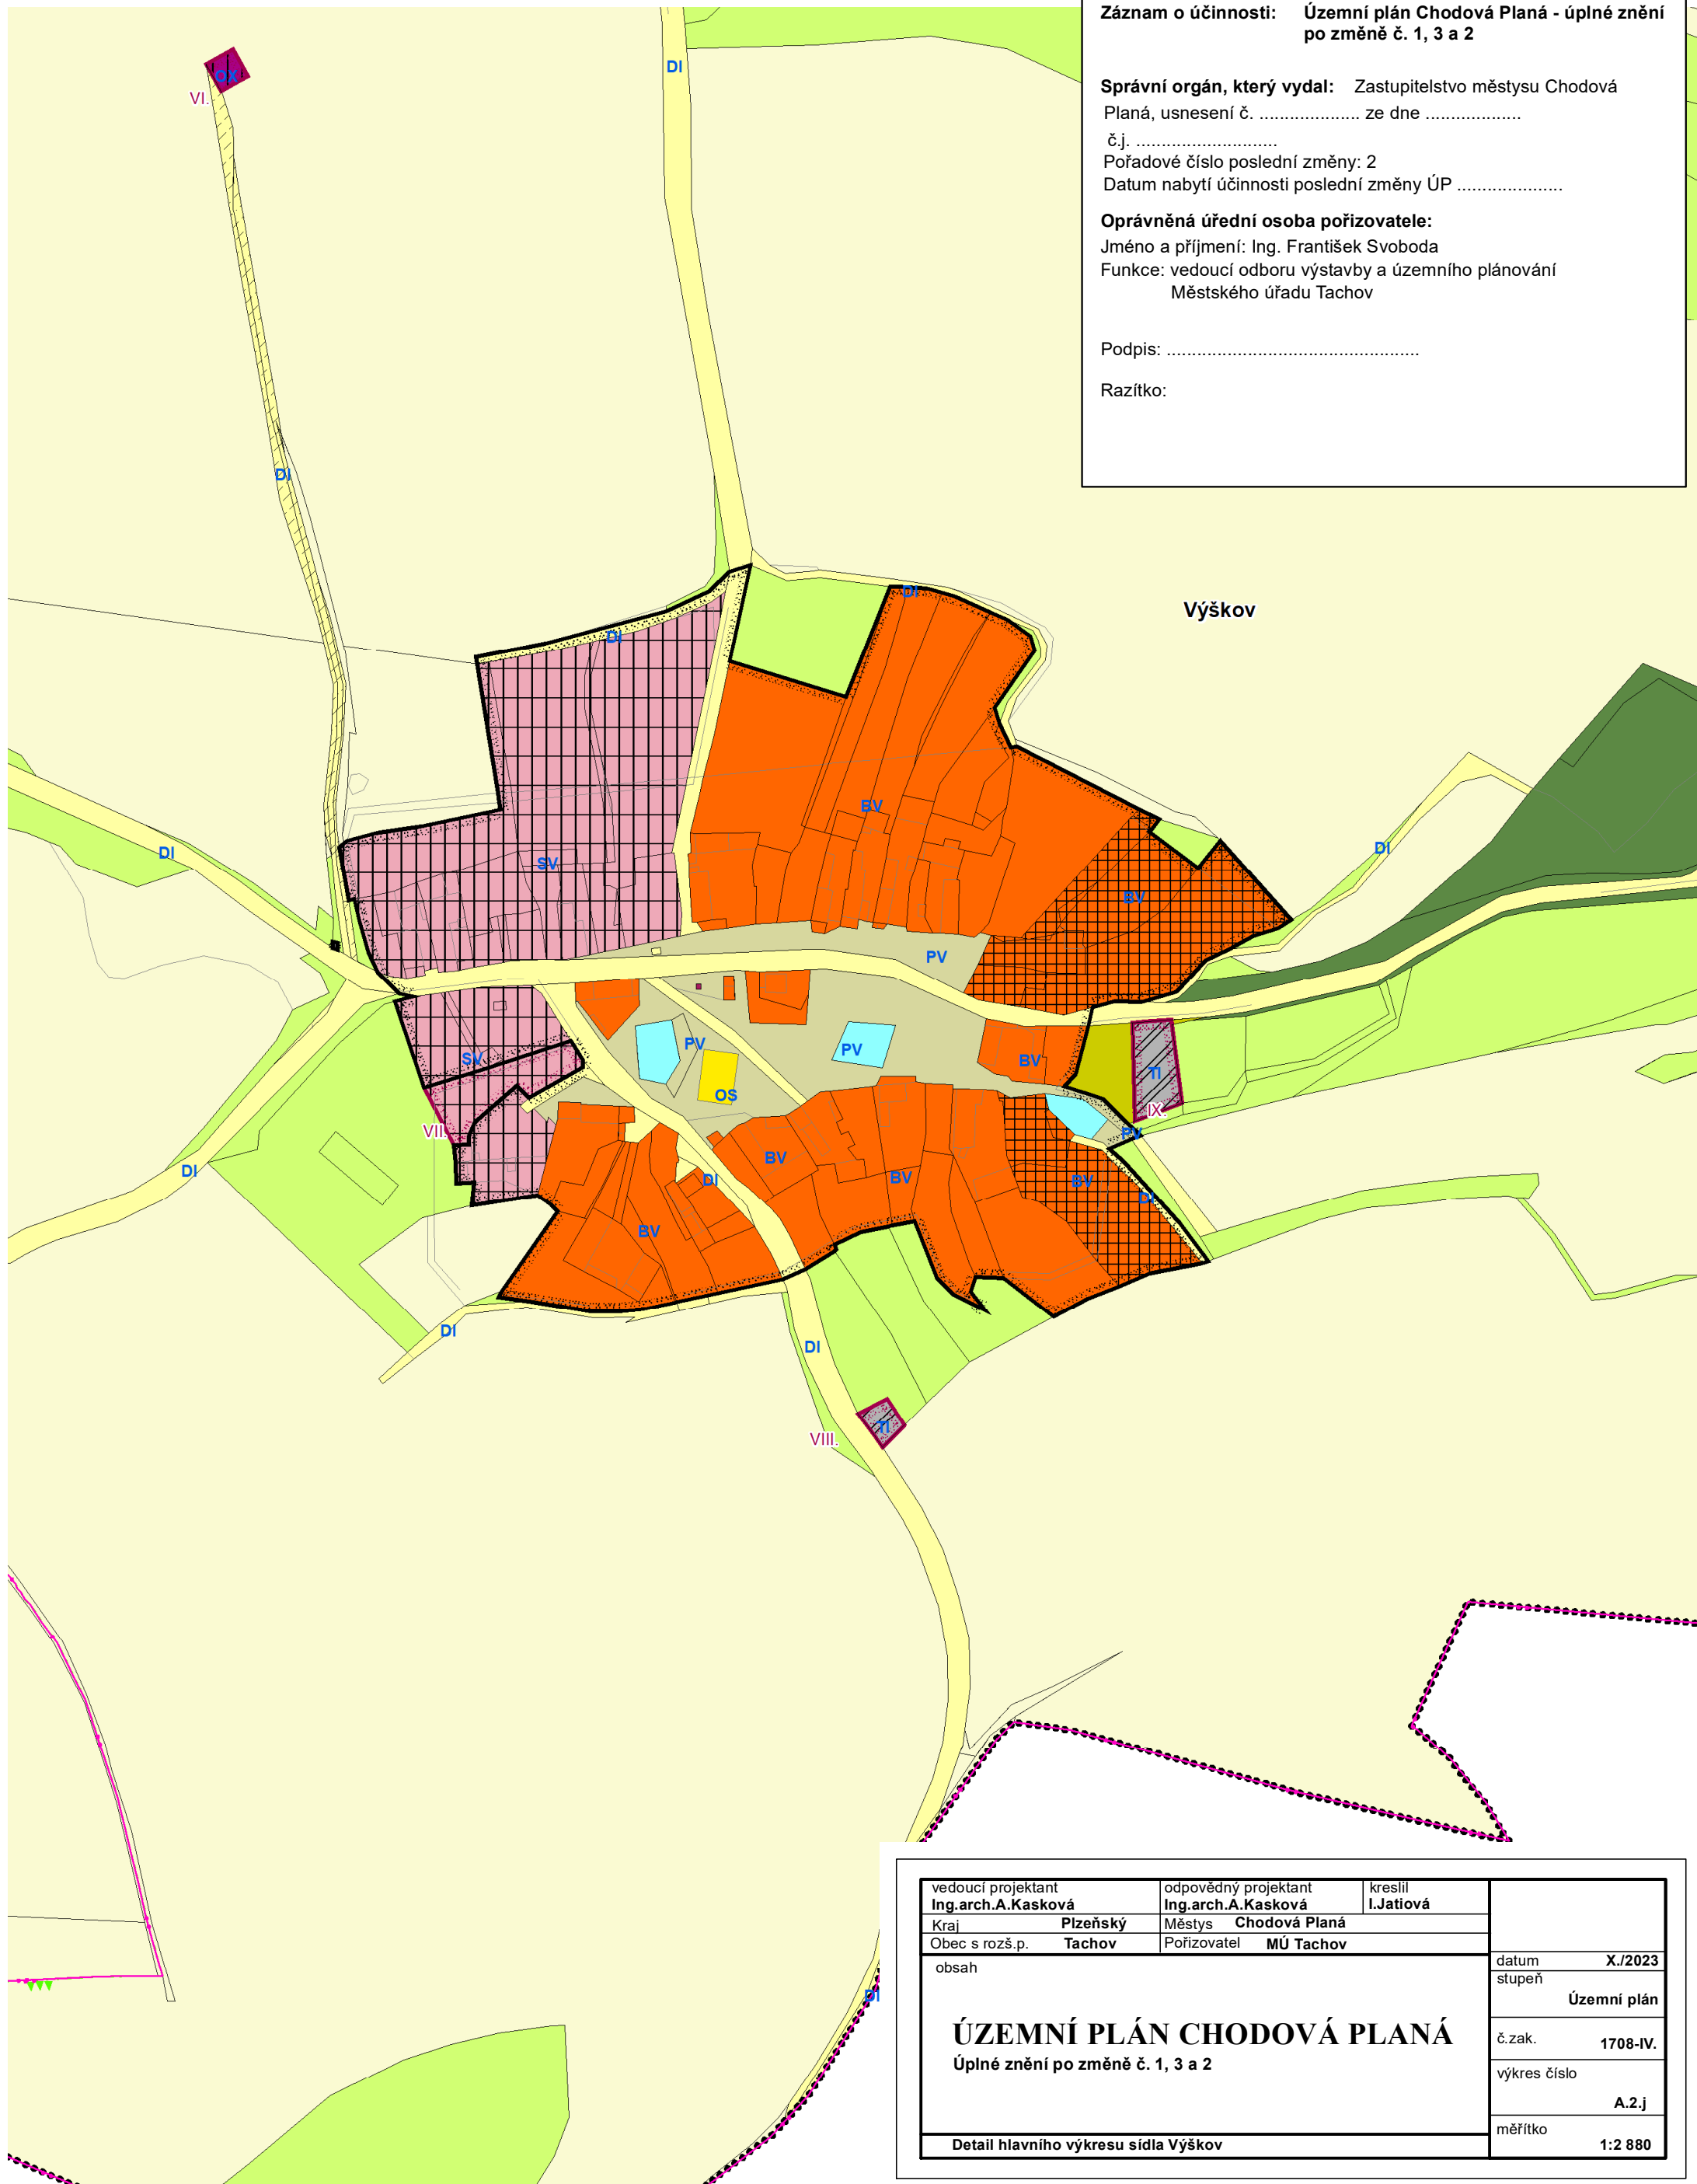 Záznam o účinnosti: Územní plán Chodová Planá - úplné znění
po změně č. 1, 3 a 2
Správní orgán, který vydal: Zastupitelstvo městysu Chodová
Planá, usnesení č. .................... ze dne ...................
č.j. ............................
Pořadové číslo poslední změny: 2
Datum nabytí účinnosti poslední změny ÚP .....................
Oprávněná úřední osoba pořizovatele:
Jméno a příjmení: Ing. František Svoboda
Funkce: vedoucí odboru výstavby a územního plánování
Městského úřadu Tachov
Podpis: ..................................................
Razítko:
DI
OX
VI.
DI
DI
Výškov
DI
BV
DI
DI
SV
BV
PV
PV
PV
SV
BV
TI
OS
IX.
VII.
PV
BV
DI
DI
BV
BV
DI
BV
DI
DI
TI
VIII.
DI
vedoucí projektant
Ing.arch.A.Kasková
odpovědný projektant
Ing.arch.A.Kasková
kreslil
I.Jatiová
Kraj Plzeňský
Městys Chodová Planá
Obec s rozš.p. Tachov
Pořizovatel MÚ Tachov
obsah
ÚZEMNÍ PLÁN CHODOVÁ PLANÁ
Úplné znění po změně č. 1, 3 a 2
Detail hlavního výkresu sídla Výškov
datum X./2023
stupeň
Územní plán
č.zak. 1708-IV.
výkres číslo
A.2.j
měřítko
1:2 880